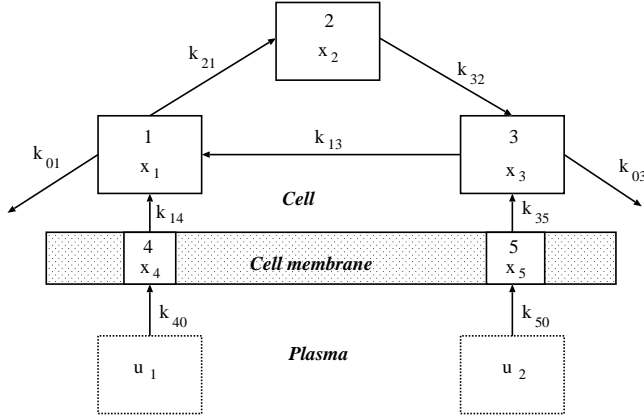 2
x 2
k 21
k 32
1
x 1
k 13
3
x 3
k 01
k 03
Cell
k 14
k 35
4
x 4
Cell membrane
5
x 5
k 40
k 50
u 1
Plasma
u 2